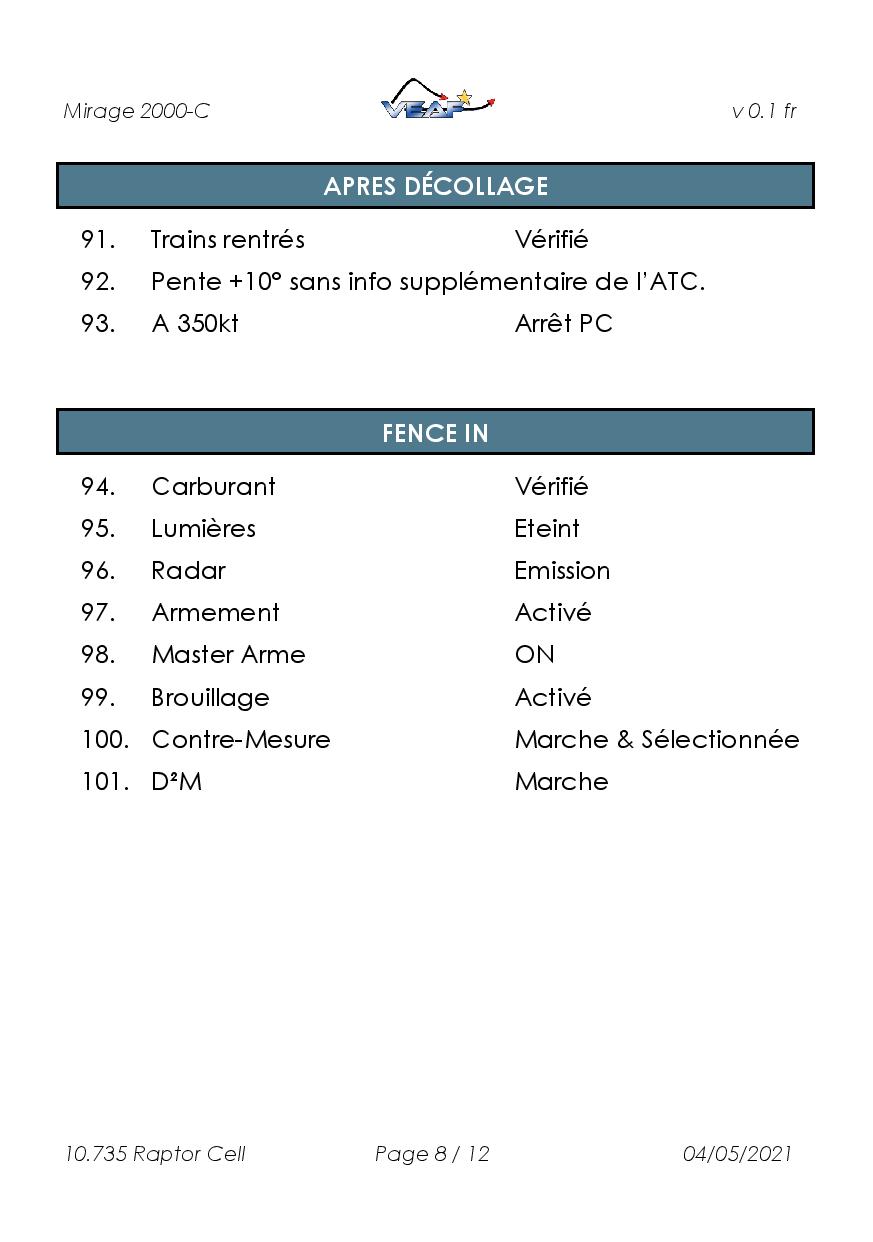 Mirage 2000-C VEAF v 0.1 fr
APRES DÉCOLLAGE
91. Trains rentrés Vérifié
92. Pente +10° sans info supplémentaire de l’ATC.
93. A 350kt Arrêt PC
FENCE IN
94. Carburant Vérifié
95. Lumières Eteint
96. Radar Emission
97. Armement Activé
98. Master Arme ON
99. Brouillage Activé
100. Contre-Mesure Marche & Sélectionnée
101. D²M Marche
10.735 Raptor Cell Page 8 / 12 04/05/2021